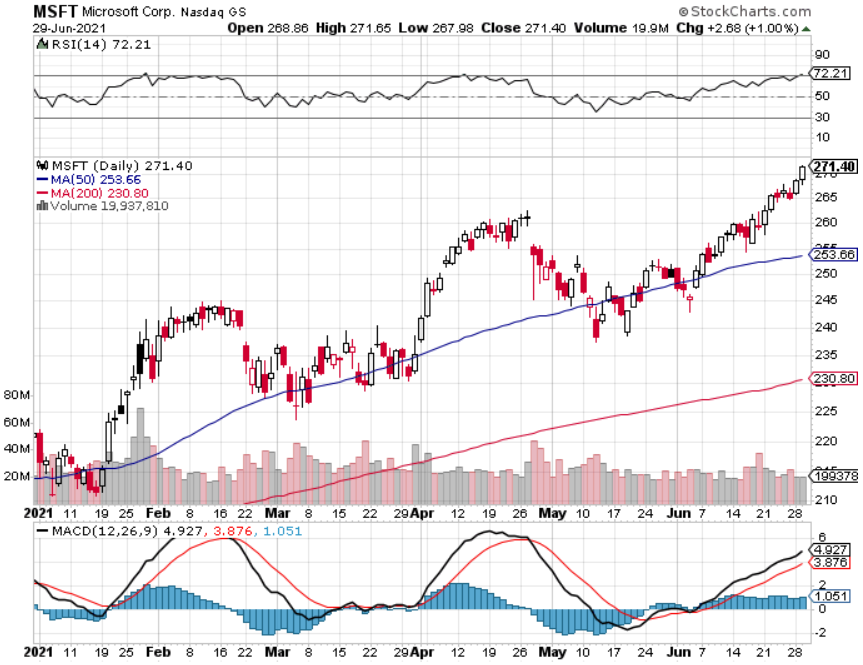 MSFT Microsoft Corp. Nasdaq GS © StockCharts.com
29-Jun-2021 Open 268.86 High 271.65 Low 267.98 Close 271.40 Volume 19.9M Chg +2.68 (+1.00%)
RSI(14) 72.21
90
72.21
50
30
10
MSFT (Daily) 271.40
MA(50) 253.66
MA(200) 230.80
Volume 19,937,810
271.40
270
265
260
253.66
250
245
240
235
230.80
80M 225
60M
220
40M
20M 215
199378
210
2021 11 19 25 Feb 8 16 22 Mar 8 15 22 29 Apr 12 19 26 May 10 17 24 Jun 7 14 21 28
MACD(12,26,9) 4.927, 3.876, 1.051
6
4.927
3.876
2
1.051
0
-2
2021 11 19 25 Feb 8 16 22 Mar 8 15 22 29 Apr 12 19 26 May 10 17 24 Jun 7 14 21 28